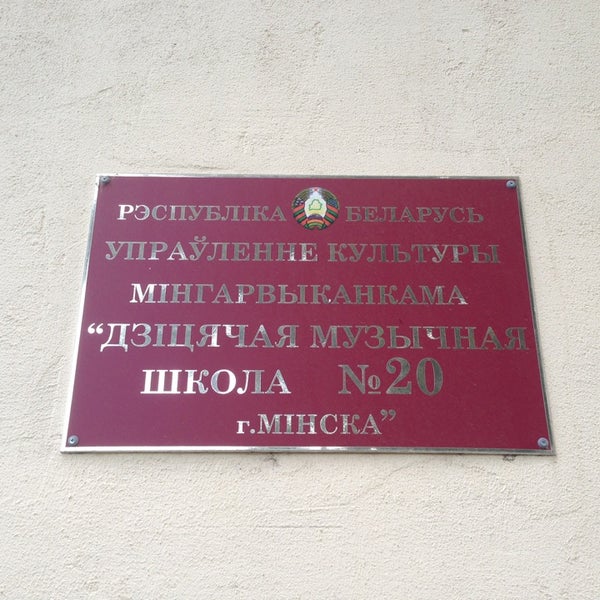 РЭСПУБЛІКА БЕЛАРУСЬ
УПРАЎЛЕННЕ КУЛЬТУРЫ
МІНГАРВЫКАНКАМА
“ДЗІЦЯЧАЯ МУЗЫЧНАЯ
ШКОЛА №20
г.МІНСКА”